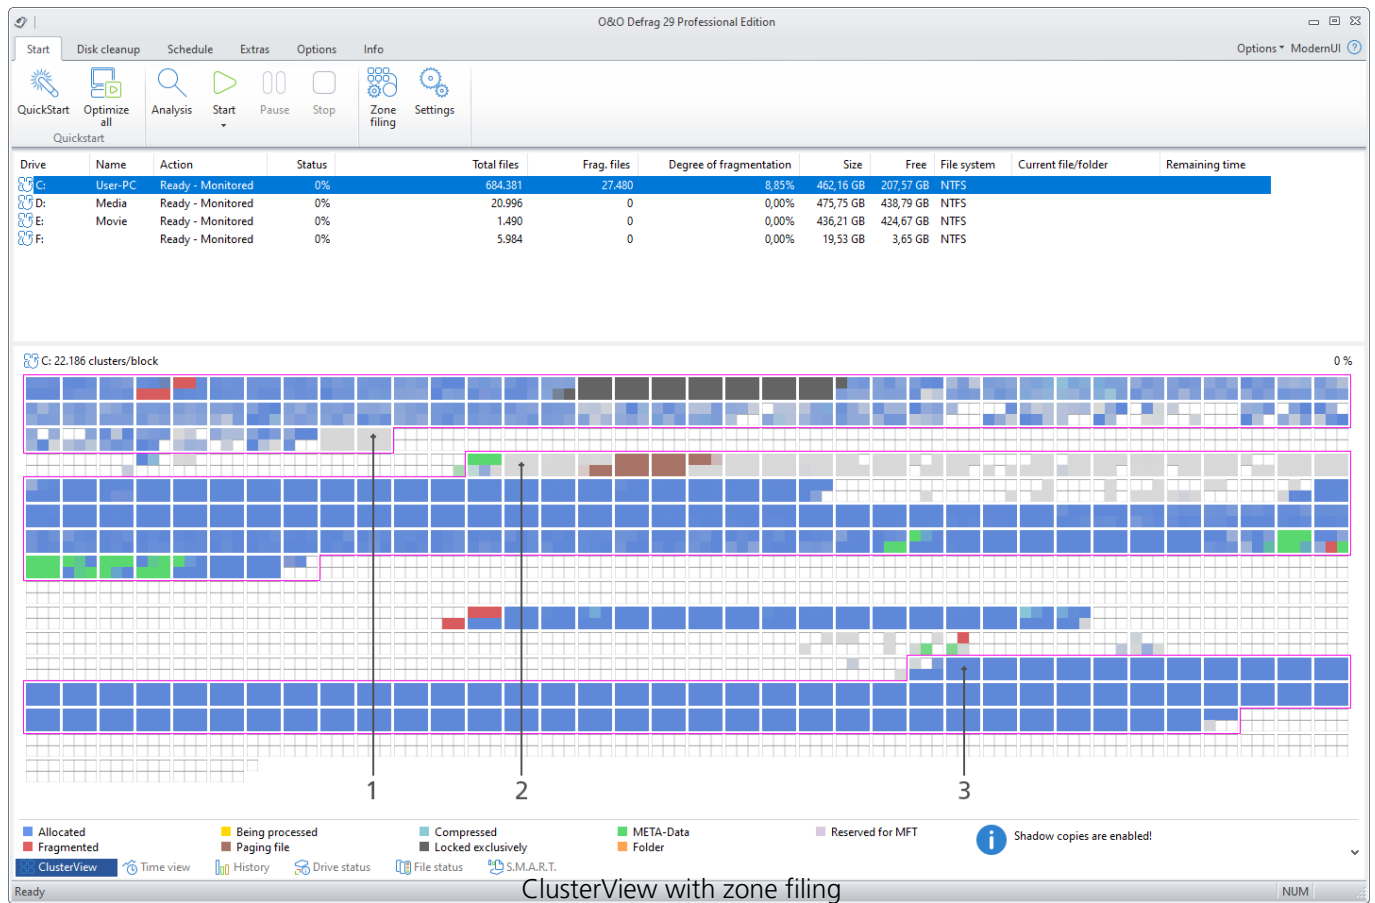 O&O Defrag 29 Professional Edition
Start Disk cleanup Schedule Extras Options Info Options ModernUI ?
QuickStart Optimize all Analysis Start Pause Stop Zone filing Settings
Quickstart
Drive Name Action Status Total files Frag. files Degree of fragmentation Size Free File system Current file/folder Remaining time
C: User-PC Ready - Monitored 0% 684.381 27.480 8,85% 462,16 GB 207,57 GB NTFS
D: Media Ready - Monitored 0% 20.996 0 0,00% 475,75 GB 438,79 GB NTFS
E: Movie Ready - Monitored 0% 1.490 0 0,00% 436,21 GB 424,67 GB NTFS
F: Ready - Monitored 0% 5.984 0 0,00% 19,53 GB 3,65 GB NTFS
C: 22.186 clusters/block 0 %
1 2 3
Allocated Being processed Compressed META-Data Reserved for MFT
Fragmented Paging file Locked exclusively Folder
i Shadow copies are enabled!
ClusterView Time view History Drive status File status S.M.A.R.T.
Ready NUM
ClusterView with zone filing